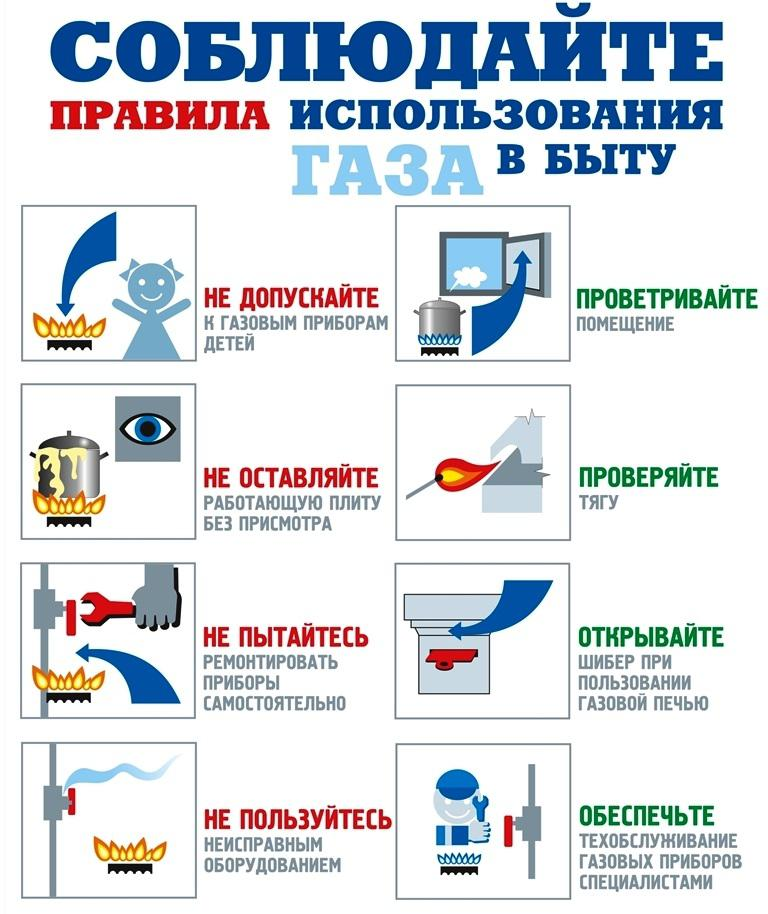 СОБЛЮДАЙТЕ
ПРАВИЛА ИСПОЛЬЗОВАНИЯ
ГАЗА В БЫТУ
НЕ ДОПУСКАЙТЕ
К ГАЗОВЫМ ПРИБОРАМ
ДЕТЕЙ
ПРОВЕТРИВАЙТЕ
ПОМЕЩЕНИЕ
НЕ ОСТАВЛЯЙТЕ
РАБОТАЮЩУЮ ПЛИТУ
БЕЗ ПРИСМОТРА
ПРОВЕРЯЙТЕ
ТЯГУ
НЕ ПЫТАЙТЕСЬ
РЕМОНТИРОВАТЬ
ПРИБОРЫ
САМОСТОЯТЕЛЬНО
ОТКРЫВАЙТЕ
ШИБЕР ПРИ
ПОЛЬЗОВАНИИ
ГАЗОВОЙ ПЕЧЬЮ
НЕ ПОЛЬЗУЙТЕСЬ
НЕИСПРАВНЫМ
ОБОРУДОВАНИЕМ
ОБЕСПЕЧЬТЕ
ТЕХОБСЛУЖИВАНИЕ
ГАЗОВЫХ ПРИБОРОВ
СПЕЦИАЛИСТАМИ